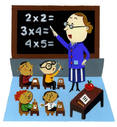 2x2=
3x4=
4x5=